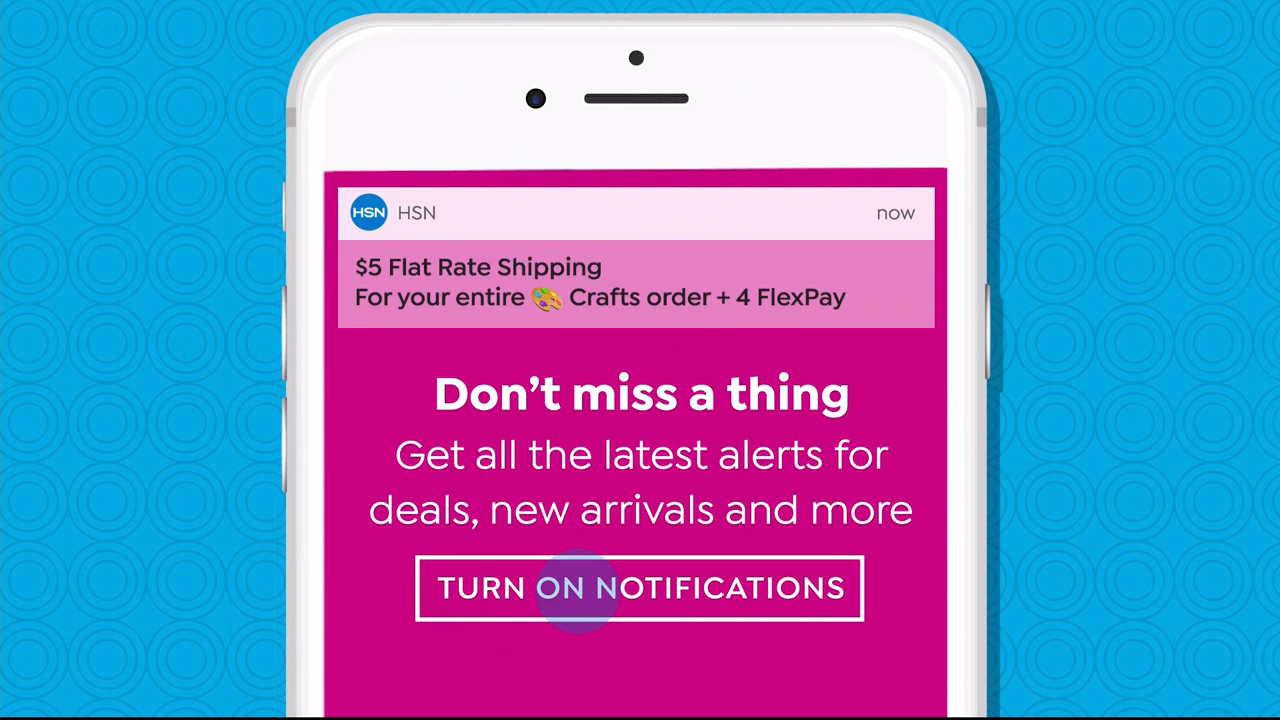 HSN HSN now
$5 Flat Rate Shipping
For your entire 🎨 Crafts order + 4 FlexPay
Don't miss a thing
Get all the latest alerts for
deals, new arrivals and more
TURN ON NOTIFICATIONS